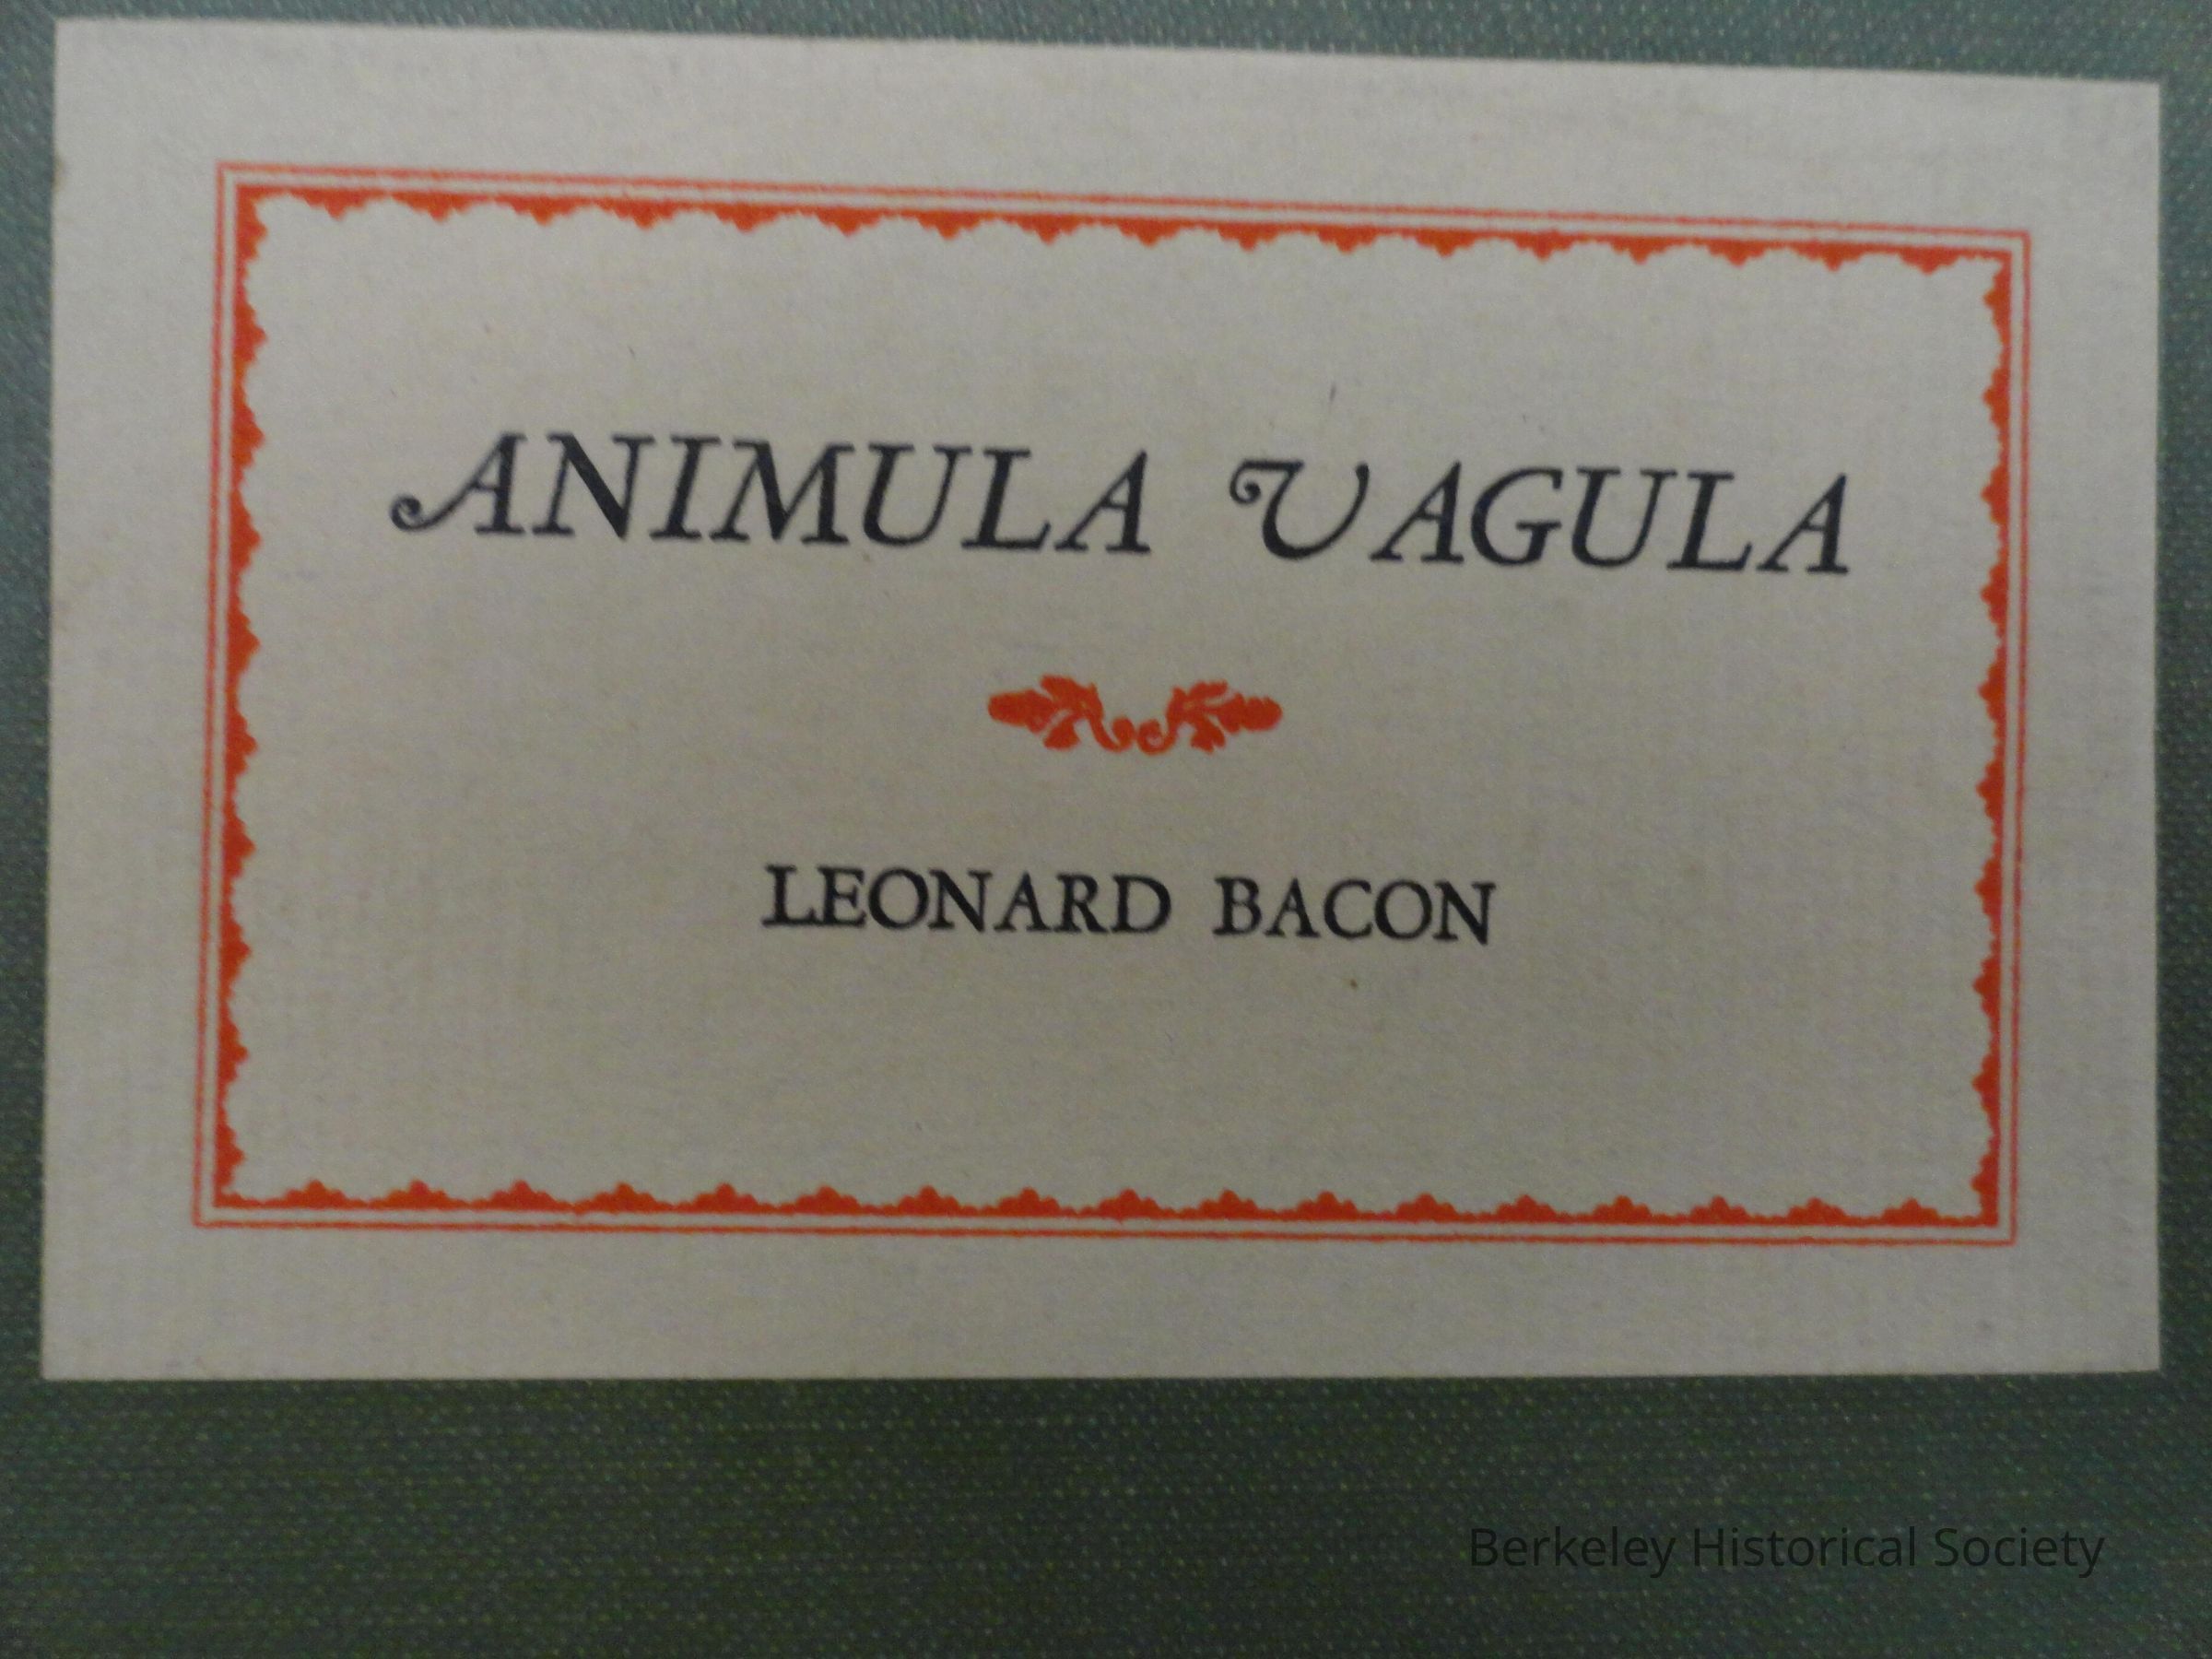 ANIMULA VAGULA
LEONARD BACON
Berkeley Historical Society